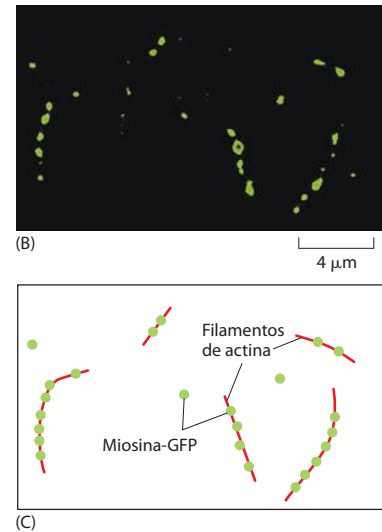 (B)
4 µm
Filamentos
de actina
Miosina-GFP
(C)